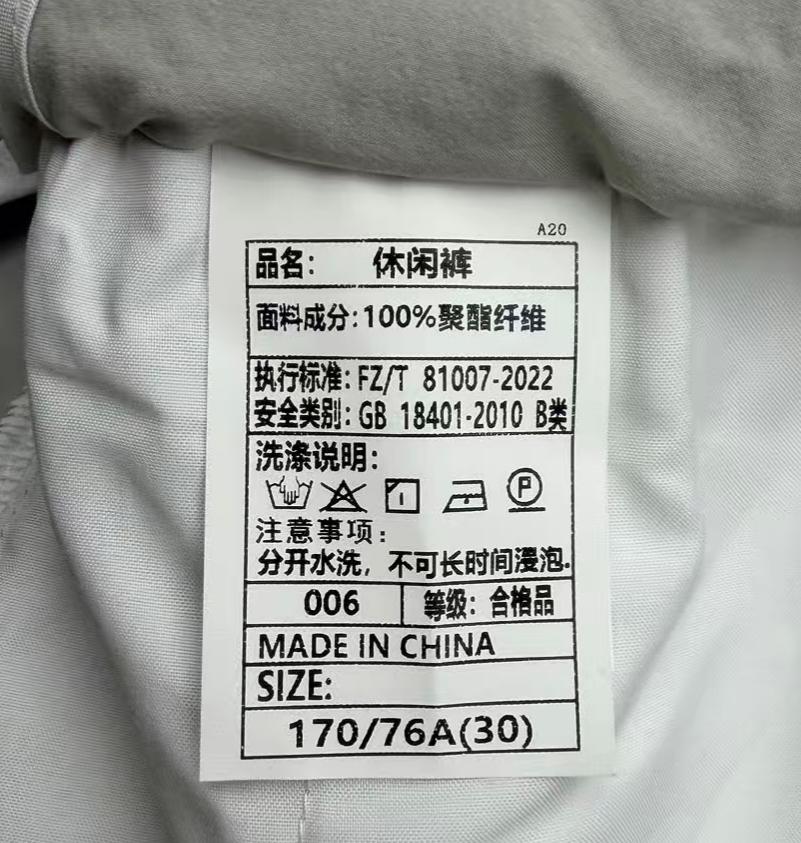 A20
品名： 休闲裤
面料成分:100%聚酯纤维
执行标准:FZ/T 81007-2022
安全类别:GB 18401-2010 B类
洗涤说明:
P
注意事项:
分开水洗，不可长时间漫泡.
006 等级：合格品
MADE IN CHINA
SIZE:
170/76A(30)